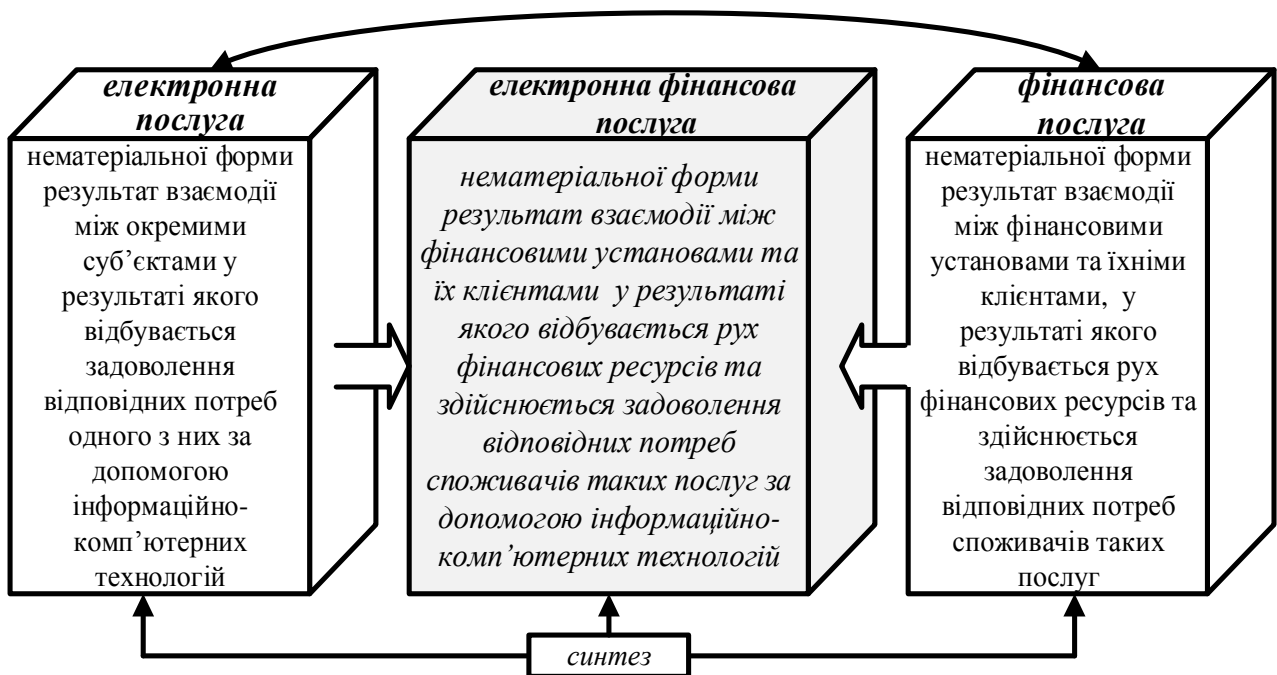 електронна
послуга
нематеріальної форми
результат взаємодії
між окремими
суб’єктами у
результаті якого
відбувається
задоволення
відповідних потреб
одного з них за
допомогою
інформаційно-
комп’ютерних
технологій
електронна фінансова
послуга
нематеріальної форми
результат взаємодії між
фінансовими установами та
їх клієнтами у результаті
якого відбувається рух
фінансових ресурсів та
здійснюється задоволення
відповідних потреб
споживачів таких послуг за
допомогою інформаційно-
комп’ютерних технологій
фінансова
послуга
нематеріальної форми
результат взаємодії
між фінансовими
установами та їхніми
клієнтами, у
результаті якого
відбувається рух
фінансових ресурсів та
здійснюється
задоволення
відповідних потреб
споживачів таких
послуг
синтез